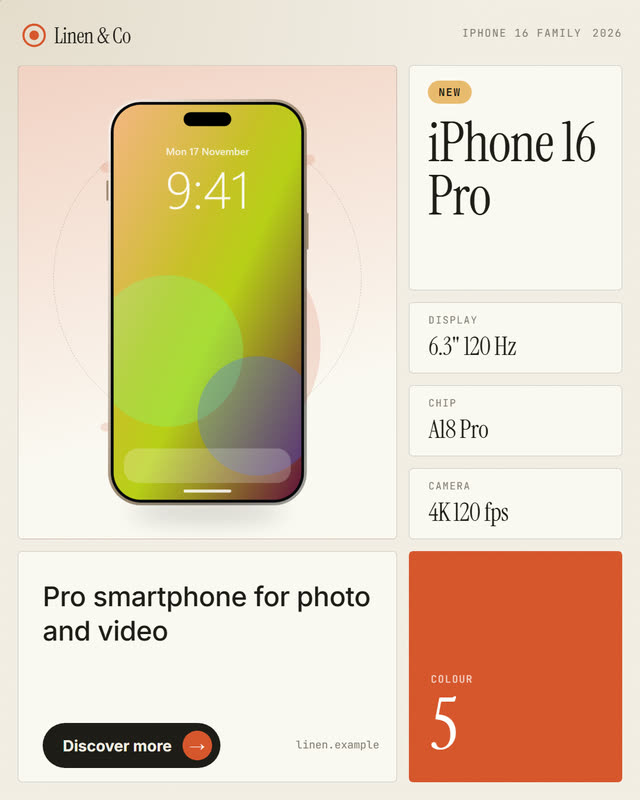 Linen & Co
IPHONE 16 FAMILY 2026
Mon 17 November
9:41
NEW
iPhone 16
Pro
DISPLAY
6.3" 120 Hz
CHIP
A18 Pro
CAMERA
4K 120 fps
Pro smartphone for photo
and video
Discover more →
linen.example
COLOUR
5